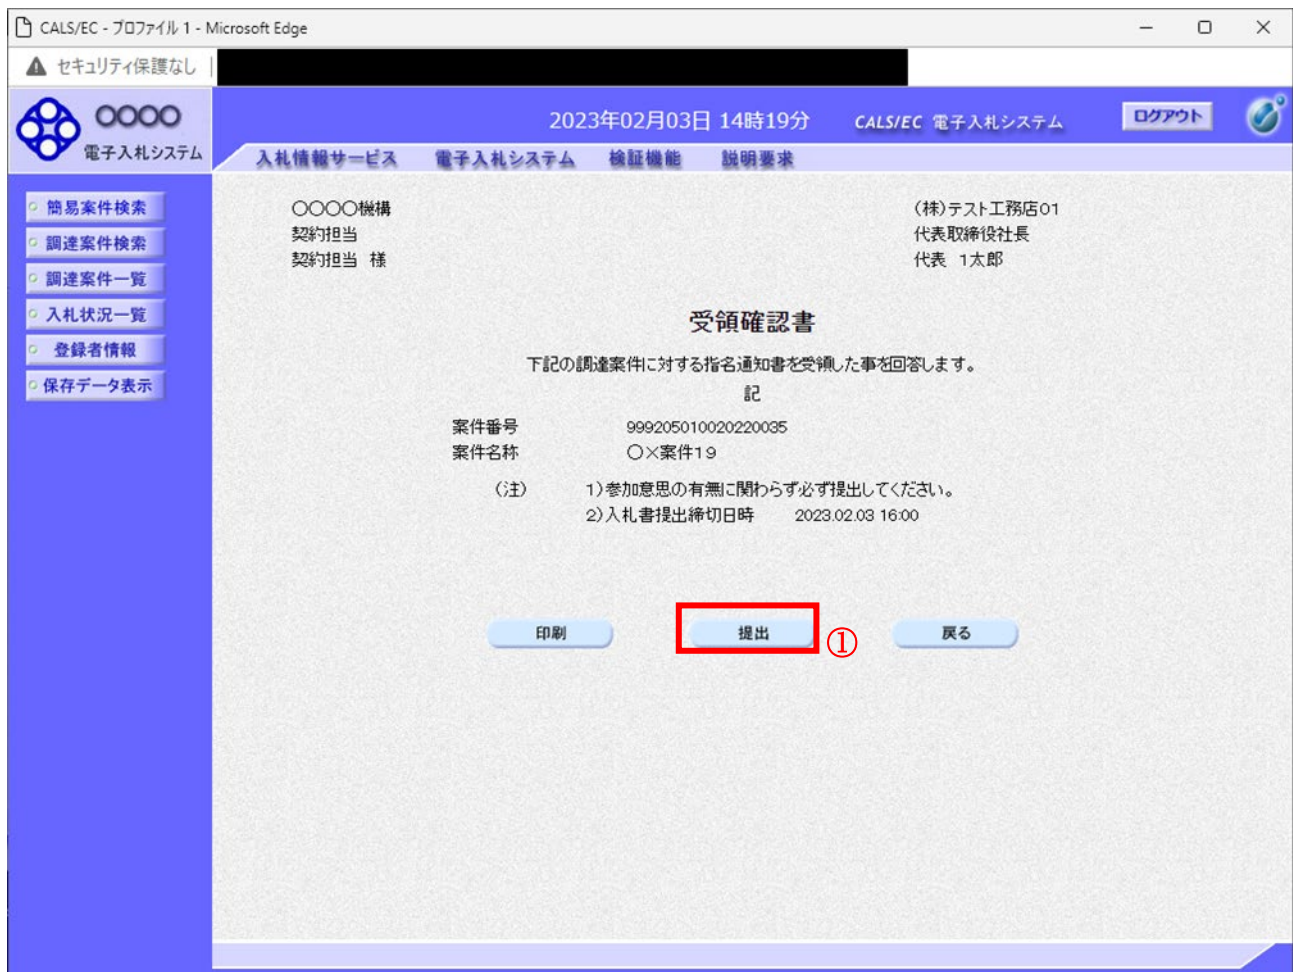 CALS/EC - プロファイル 1 - Microsoft Edge
セキュリティ保護なし
OOOO
電子入札システム
2023年02月03日 14時19分
CALS/EC 電子入札システム
ログアウト
入札情報サービス 電子入札システム 検証機能 説明要求
簡易案件検索
調達案件検索
調達案件一覧
入札状況一覧
登録者情報
保存データ表示
〇〇〇〇機構
契約担当
契約担当 様
(株)テスト工務店01
代表取締役社長
代表 1太郎
受領確認書
下記の調達案件に対する指名通知書を受領した事を回答します。
記
案件番号 999205010020220035
案件名称 〇×案件19
(注) 1)参加意思の有無に関わらず必ず提出してください。
2)入札書提出締切日時 2023.02.03 16:00
印刷
提出
①
戻る